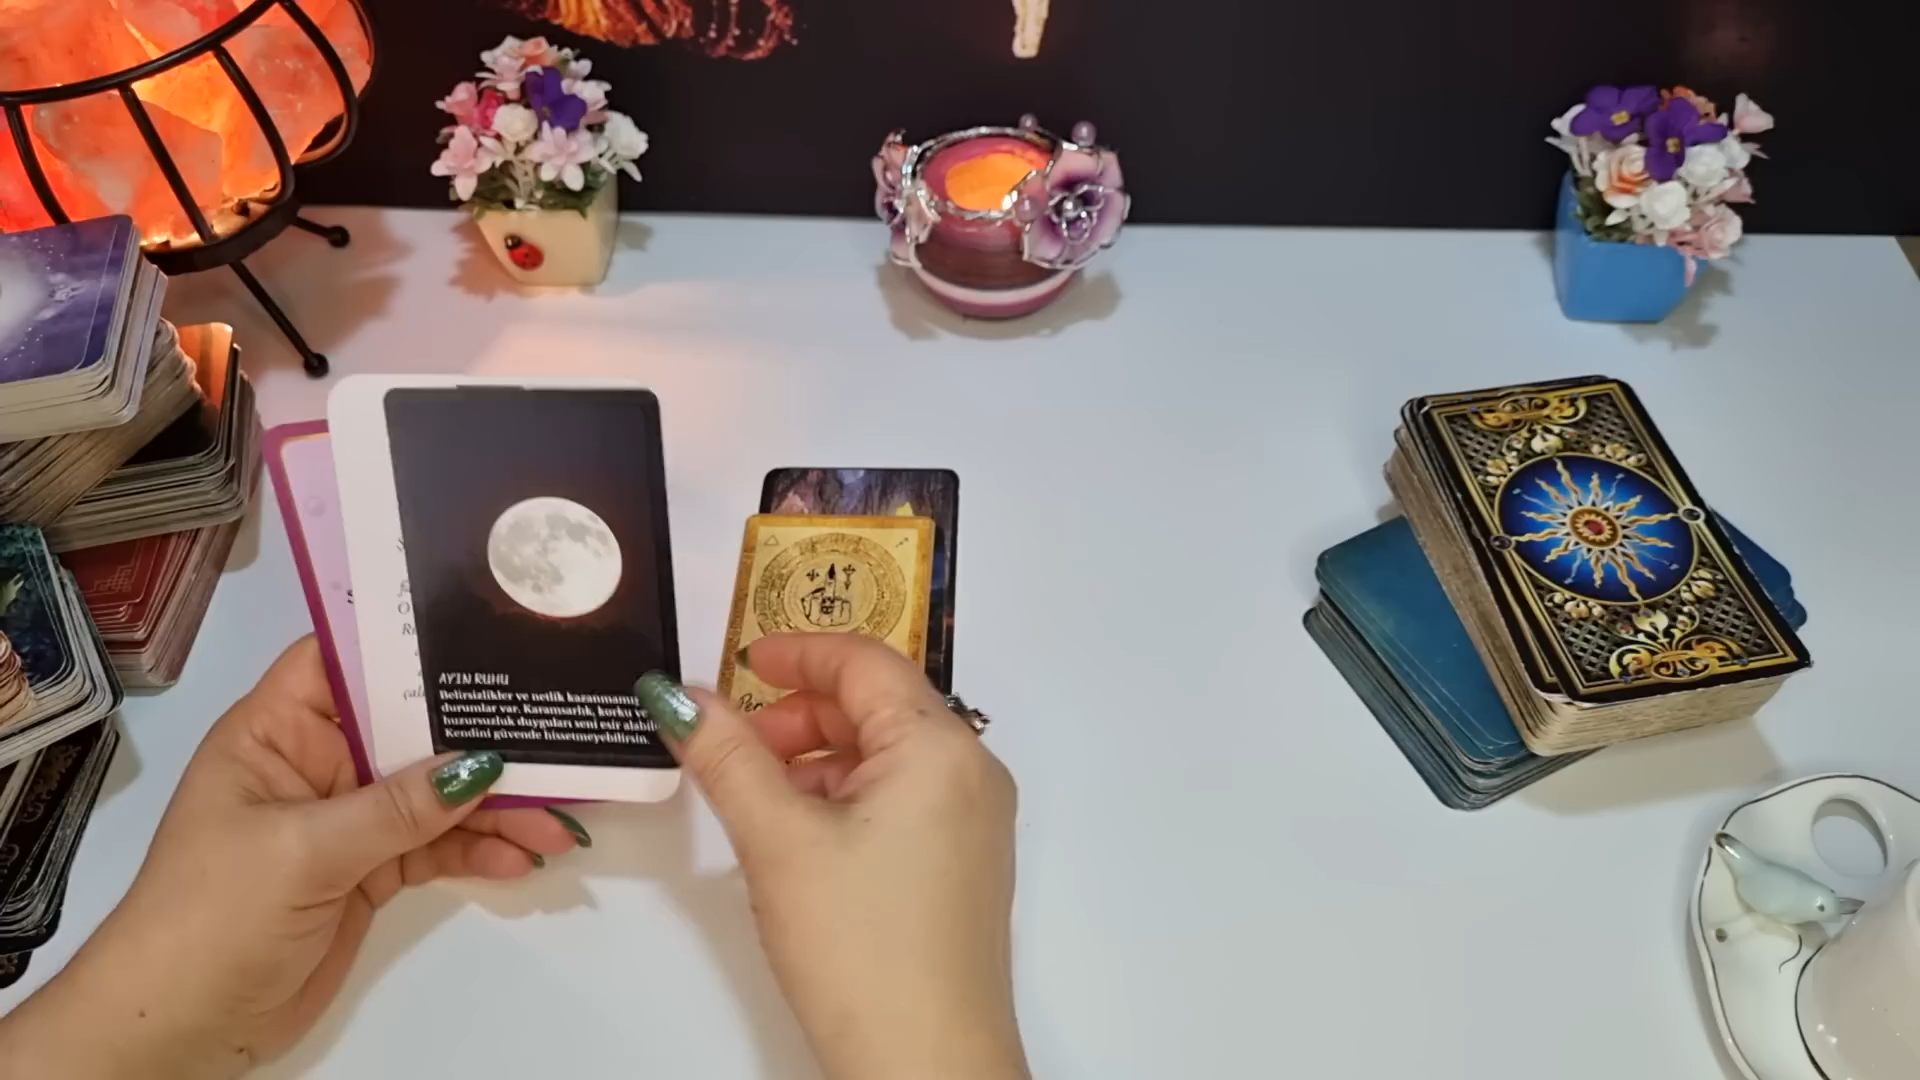 AY'IN RUHU
Belirsizlikler ve netlik kazanmamış
durumlar var. Karamsarlık, korku ve
huzursuzluk duyguları seni esir alabilir.
Kendini güvende hissetmeyebilirsin.